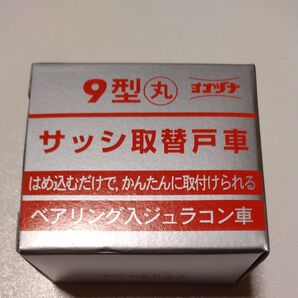 9型 丸 ヨコヅナ
サッシ取替戸車
はめ込むだけで,かんたんに取付けられる
ベアリング入ジュラコン車